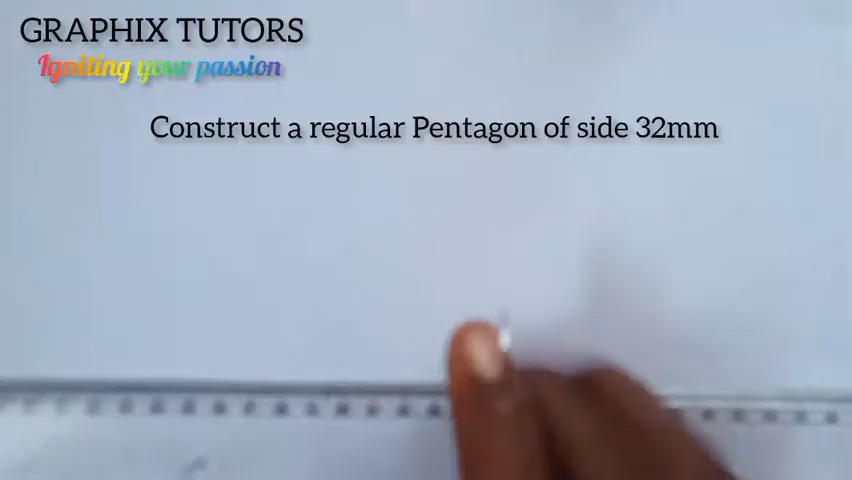 GRAPHIX TUTORS
Igniting your passion
Construct a regular Pentagon of side 32mm